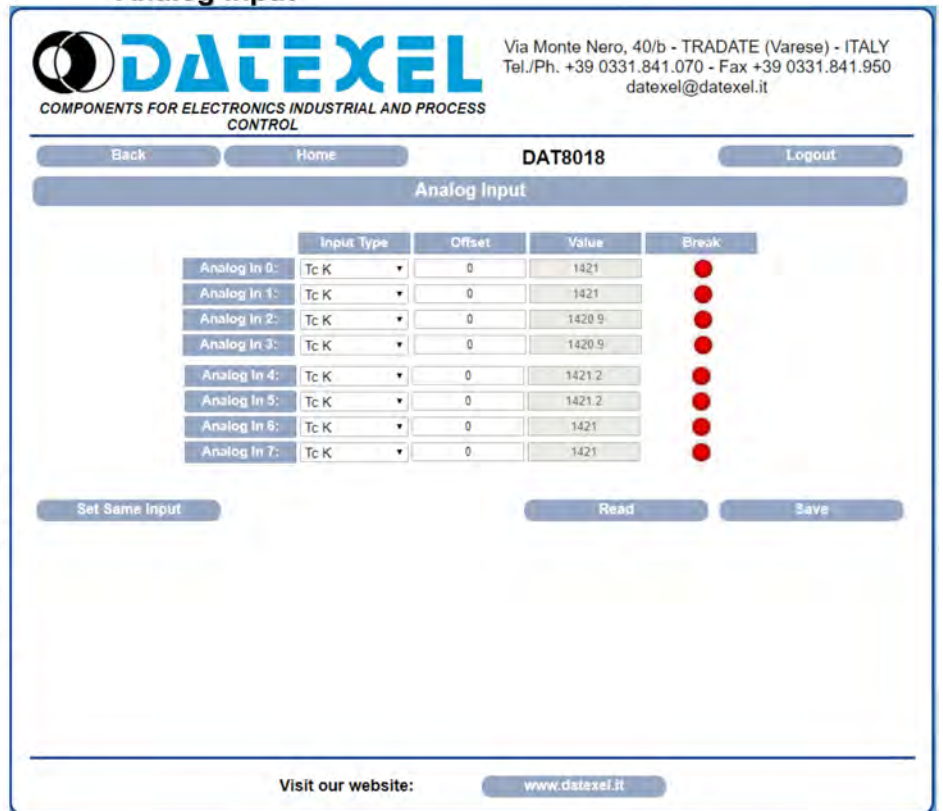 Analog Input
DATEXEL
COMPONENTS FOR ELECTRONICS INDUSTRIAL AND PROCESS
CONTROL
Via Monte Nero, 40/b - TRADATE (Varese) - ITALY
Tel./Ph. +39 0331.841.070 - Fax +39 0331.841.950
datexel@datexel.it
Back Home DAT8018 Logout
Analog Input
Input Type Offset Value Break
Analog In 0: Tc K 0 1421
Analog In 1: Tc K 0 1421
Analog In 2: Tc K 0 1420.9
Analog In 3: Tc K 0 1420.9
Analog In 4: Tc K 0 1421.2
Analog In 5: Tc K 0 1421.2
Analog In 6: Tc K 0 1421
Analog In 7: Tc K 0 1421
Set Same Input Read Save
Visit our website: www.datexel.it